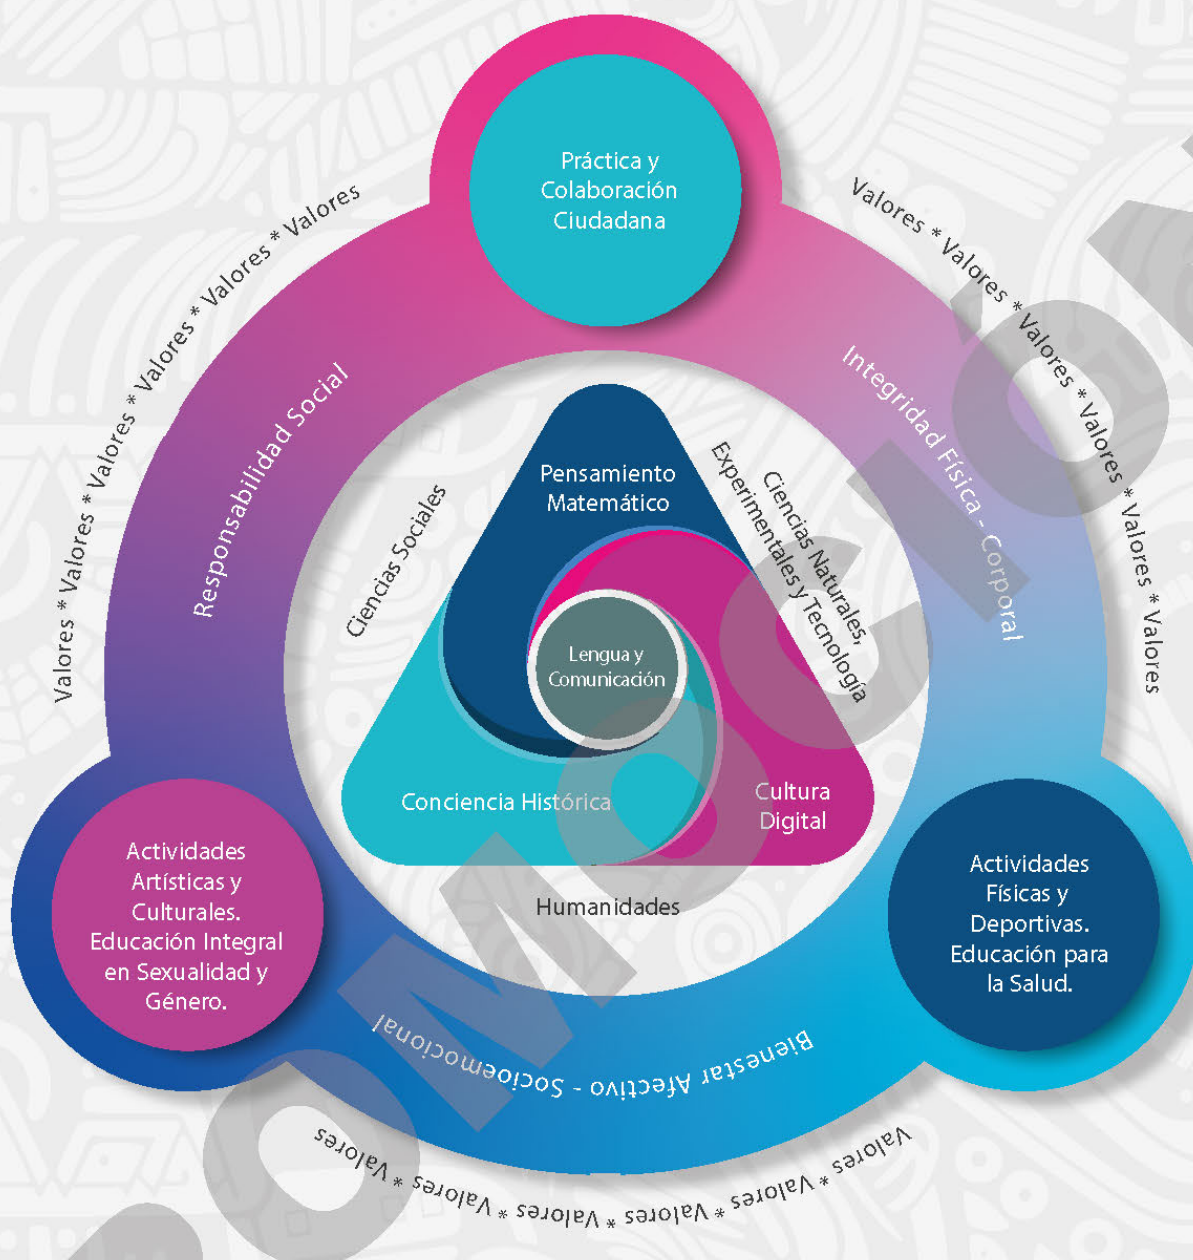 Práctica y
Colaboración
Ciudadana
Valores * Valores * Valores * Valores * Valores * Valores
Valores * Valores * Valores * Valores * Valores * Valores
Responsabilidad Social
Integridad Física - Corporal
Ciencias Sociales
Pensamiento
Matemático
Ciencias Naturales,
Experimentales y Tecnología
Lengua y
Comunicación
Conciencia Histórica
Cultura
Digital
Humanidades
Actividades
Artísticas y
Culturales.
Educación Integral
en Sexualidad y
Género.
Actividades
Físicas y
Deportivas.
Educación para
la Salud.
Bienestar Afectivo - Socioemocional
Valores * Valores * Valores * Valores * Valores * Valores